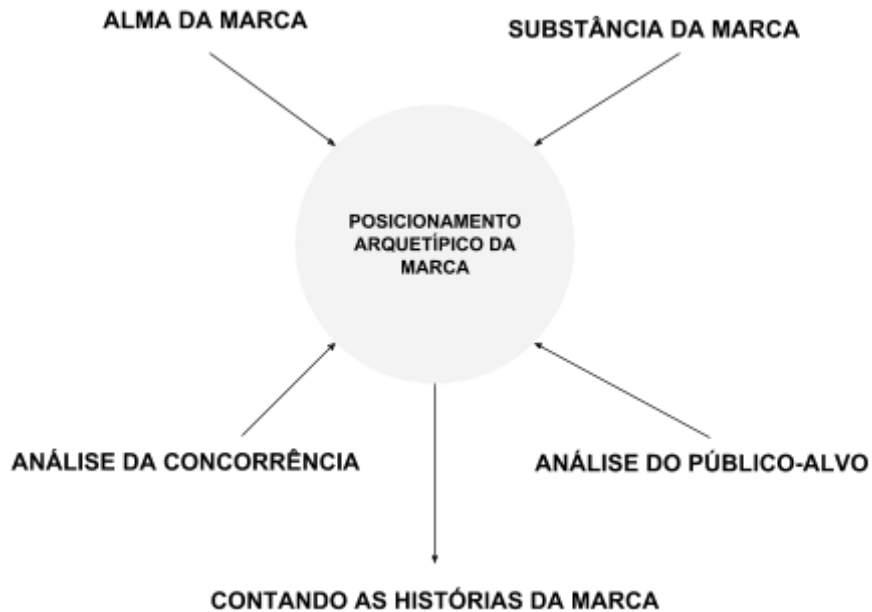 ALMA DA MARCA
SUBSTÂNCIA DA MARCA
POSICIONAMENTO
ARQUETÍPICO DA
MARCA
ANÁLISE DA CONCORRÊNCIA
ANÁLISE DO PÚBLICO-ALVO
CONTANDO AS HISTÓRIAS DA MARCA